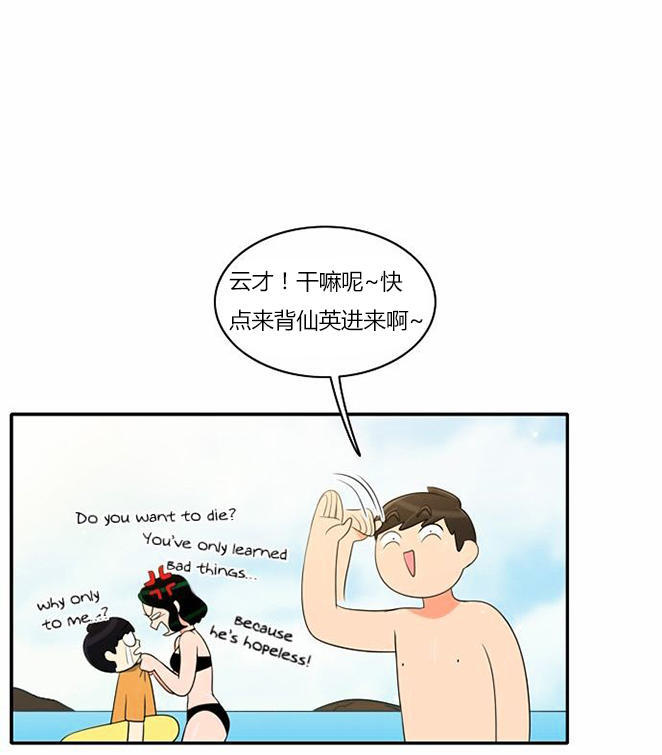 云才！干嘛呢~快
点来背仙英进来啊~
Do you want to die?
You've only learned
Bad things...
why only
to me...?
Because
he's hopeless!